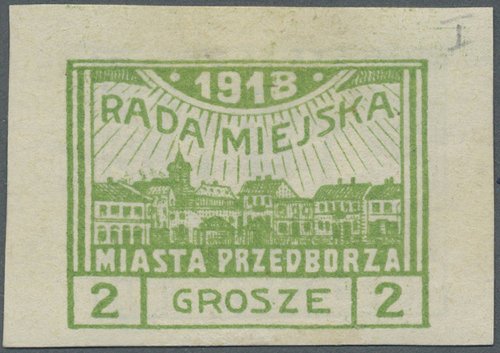 · 1918 ·
RADA MIEJSKA
MIASTA PRZEDBORZA
2 GROSZE 2
I